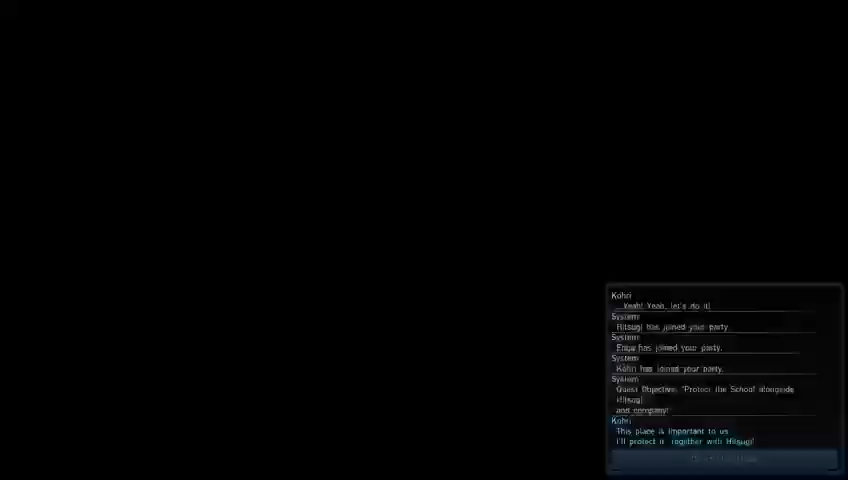 Kohri
Yeah! Yeah, let's do it!
System
Hitsugi has joined your party.
System
Enga has joined your party.
System
Kohri has joined your party.
System
Quest Objective: "Protect the School alongside
Hitsugi
and company!
Kohri
This place is important to us
I'll protect it together with Hitsugi!